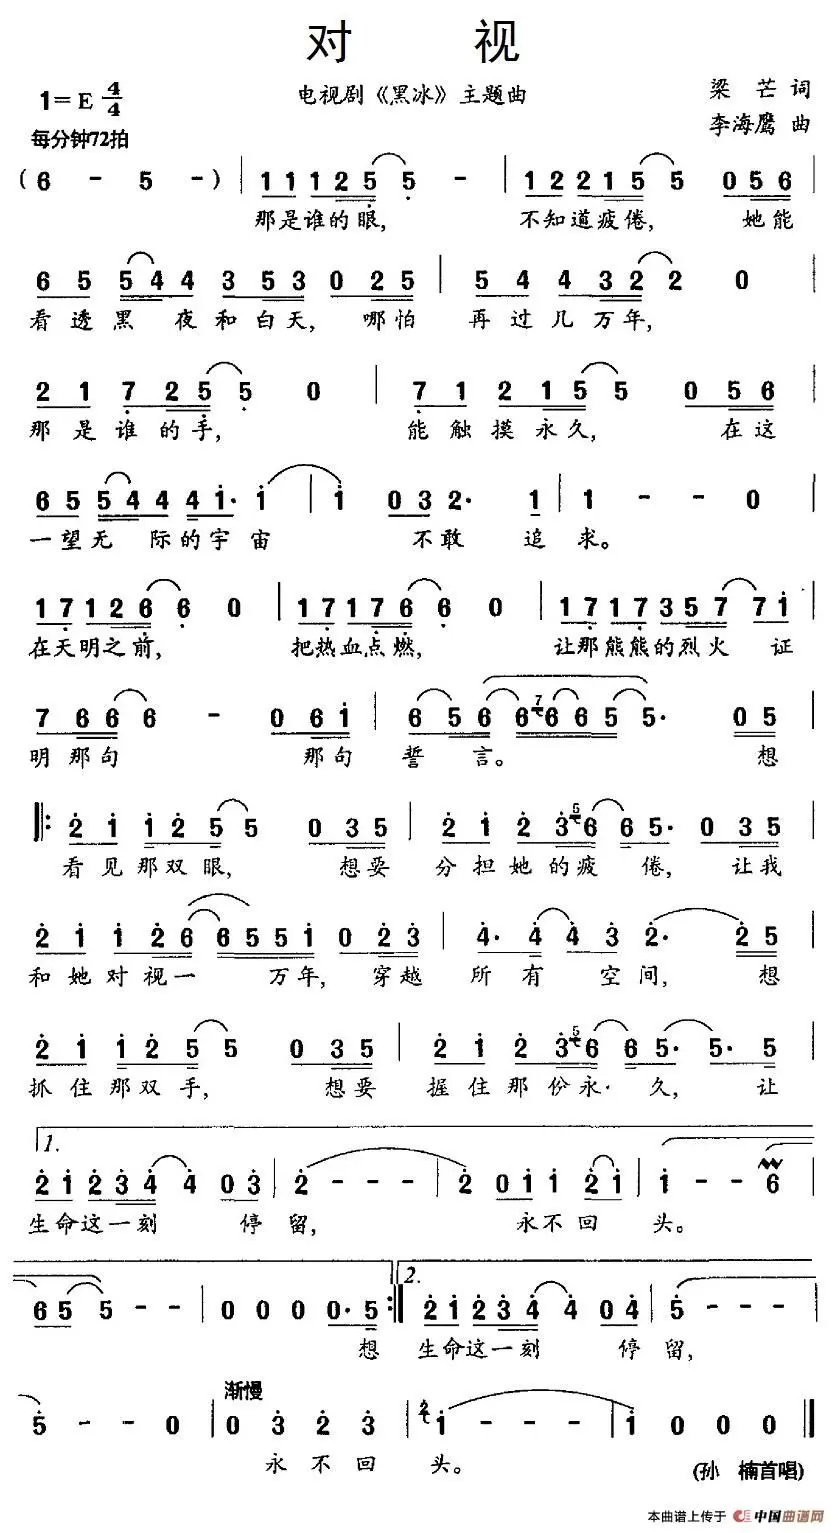 对 视
1=E 4/4
电视剧《黑冰》主题曲
梁 芒 词
每分钟72拍
李海鹰 曲
(6 - 5 -) | 1 1 1 2 5 5 - | 1 2 2 1 5 5 0 5 6 |
那是谁的眼, 不知道疲倦, 她能
6 5 5 4 4 3 5 3 0 2 5 | 5 4 4 3 2 2 0 |
看透黑 夜和白天, 哪怕 再过几万年,
2 1 7 2 5 5 0 | 7 1 2 1 5 5 0 5 6 |
那是谁的手, 能触摸永久, 在这
6 5 5 4 4 4 1· 1 | 1 0 3 2· 1 | 1 - - 0 |
一望无 际的宇宙 不敢 追 求。
1 7 1 2 6 6 0 | 1 7 1 7 6 6 0 | 1 7 1 7 3 5 7 7 1 |
在天明之前, 把热血点燃, 让那熊熊的烈火 证
7 6 6 6 - 0 6 1 | 6 5 6 6 7 6 6 5 5· 0 5 |
明那句 那句 誓 言。 想
2 1 1 2 5 5 0 3 5 | 2 1 2 3 5 6 6 5· 0 3 5 |
看见那双眼, 想要 分担她的疲 倦, 让我
2 1 1 2 6 6 5 5 1 0 2 3 | 4· 4 4 3 2· 2 5 |
和她对视一 万年, 穿越 所有 空间, 想
2 1 1 2 5 5 0 3 5 | 2 1 2 3 5 6 6 5· 5· 5 |
抓住那双手, 想要 握住那份永· 久, 让
1.
2 1 2 3 4 4 0 3 | 2 - - - | 2 0 1 1 2 1 | 1 - - 6
生命这一刻 停留, 永不回 头。
6 5 5 - - | 0 0 0 0· 5 :| 2. 2 1 2 3 4 4 0 4 | 5 - - - |
想 生命这一刻 停留,
渐慢
5 - - 0 | 0 3 2 3 | 2 1 - - - | 1 0 0 0 ‖
永 不 回 头。
(孙 楠首唱)
本曲谱上传于 中国曲谱网